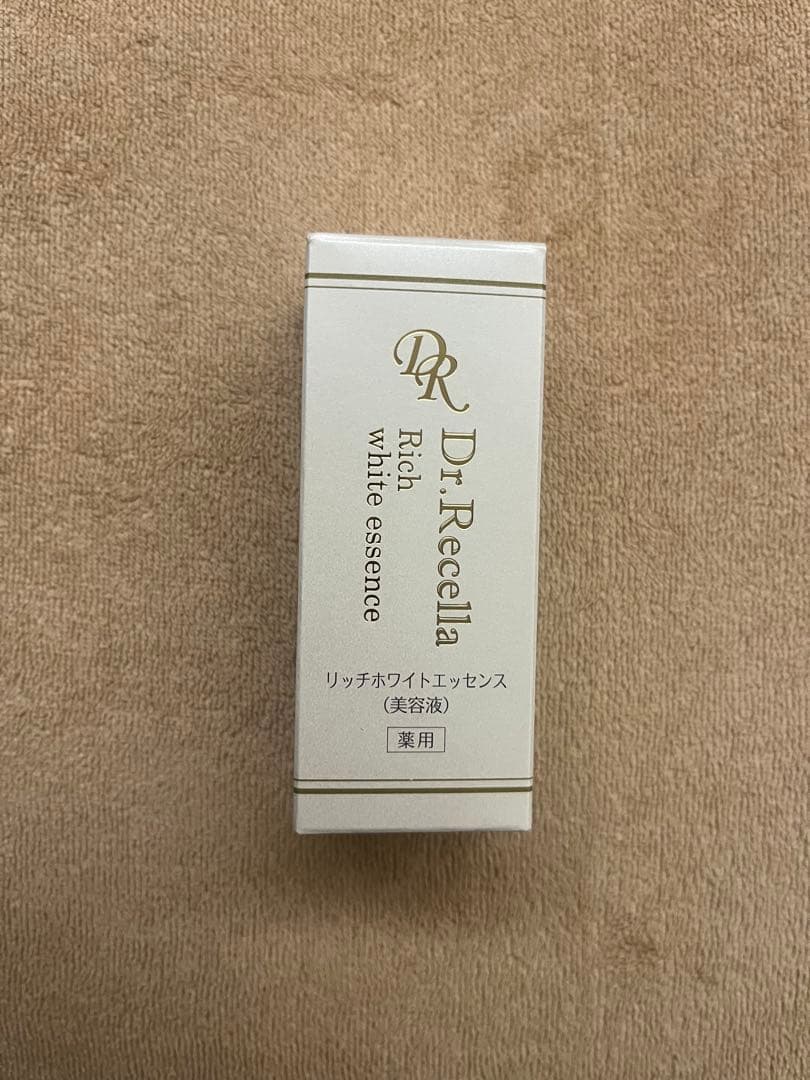 DR
Dr.Recella
Rich
white essence
リッチホワイトエッセンス
(美容液)
薬用